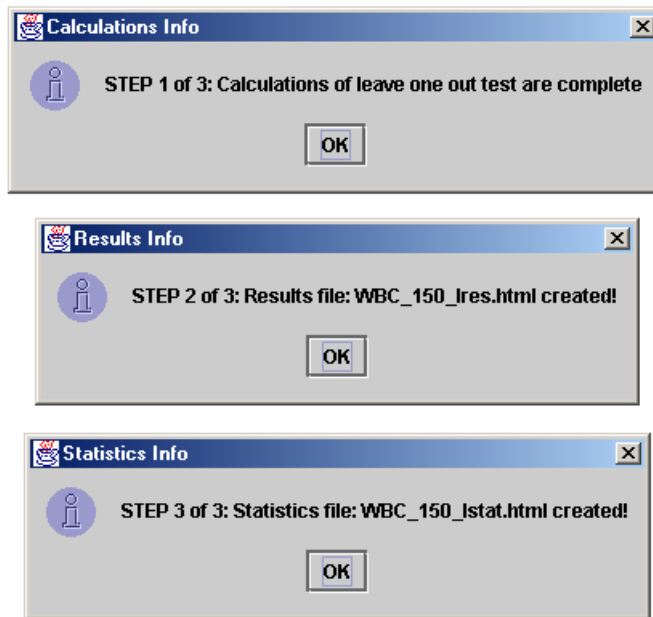 Calculations Info
STEP 1 of 3: Calculations of leave one out test are complete
OK
Results Info
STEP 2 of 3: Results file: WBC_150_lres.html created!
OK
Statistics Info
STEP 3 of 3: Statistics file: WBC_150_lstat.html created!
OK